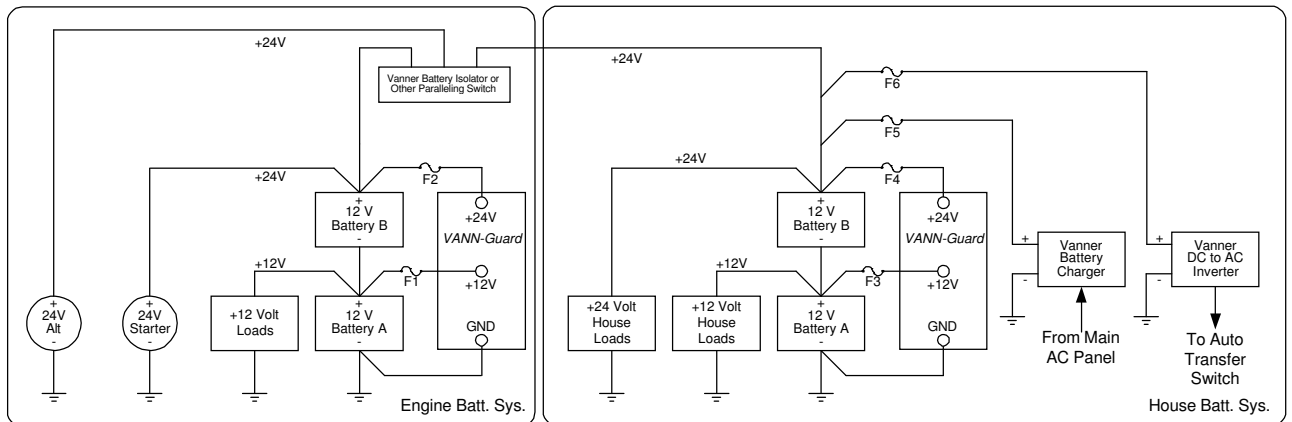 +24V
Vanner Battery Isolator or
Other Paralleling Switch
+24V
F2
+
12 V
Battery B
-
+24V
VANN-Guard
+12V
F1
+12V
+
24V
Alt
-
+
24V
Starter
-
+12 Volt
Loads
+
12 V
Battery A
-
GND
Engine Batt. Sys.
+24V
F6
F5
+24V
F4
+
12 V
Battery B
-
+24V
VANN-Guard
+12V
F3
+12V
+24 Volt
House
Loads
+12 Volt
House
Loads
+
12 V
Battery A
-
GND
+
-
Vanner
Battery
Charger
From Main
AC Panel
+
-
Vanner
DC to AC
Inverter
To Auto
Transfer
Switch
House Batt. Sys.